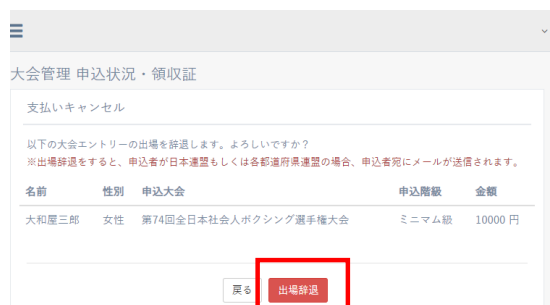 大会管理 申込状況・領収証
支払いキャンセル
以下の大会エントリーの出場を辞退します。よろしいですか？
※出場辞退をすると、申込者が日本連盟もしくは各都道府県連盟の場合、申込者宛にメールが送信されます。
名前 性別 申込大会 申込階級 金額
大和屋三郎 女性 第74回全日本社会人ボクシング選手権大会 ミニマム級 10000 円
戻る 出場辞退